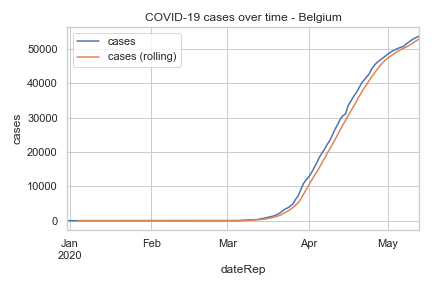 COVID-19 cases over time - Belgium
cases
cases (rolling)
50000
40000
30000
20000
10000
0
cases
Jan Feb Mar Apr May
2020
dateRep